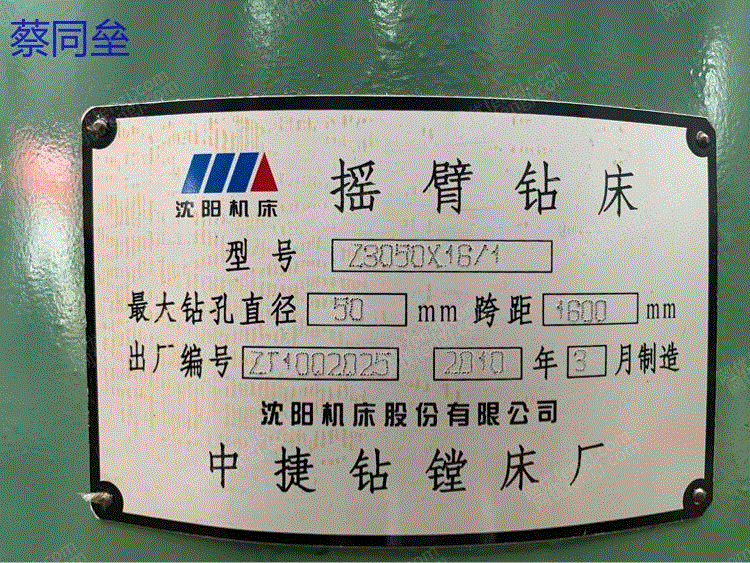 蔡同垒
摇臂钻床
沈阳机床
型号 Z3050X16/1
最大钻孔直径 50 mm 跨距 1600 mm
出厂编号 ZJ1002025 2010 年 3 月制造
沈阳机床股份有限公司
中捷钻镗床厂